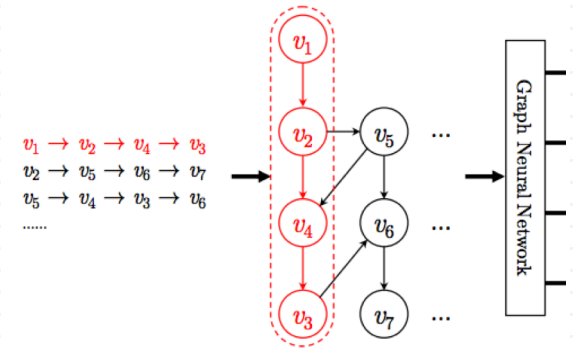 v1 → v2 → v4 → v3
v2 → v5 → v6 → v7
v5 → v4 → v3 → v6
......
v1
v2
v5
...
v4
v6
...
v3
v7
...
Graph Neural Network